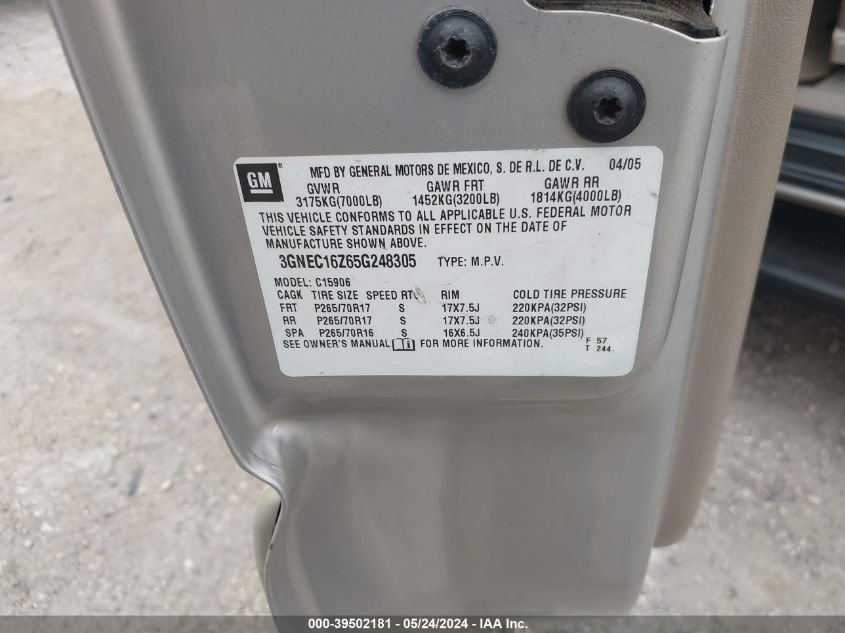 GM ® MFD BY GENERAL MOTORS DE MEXICO, S. DE R.L. DE C.V. 04/05
GVWR GAWR FRT GAWR RR
3175KG(7000LB) 1452KG(3200LB) 1814KG(4000LB)
THIS VEHICLE CONFORMS TO ALL APPLICABLE U.S. FEDERAL MOTOR
VEHICLE SAFETY STANDARDS IN EFFECT ON THE DATE OF
MANUFACTURE SHOWN ABOVE.
3GNEC16Z65G248305 TYPE: M.P.V.
MODEL: C15906
CAGK TIRE SIZE SPEED RTG RIM COLD TIRE PRESSURE
FRT P265/70R17 S 17X7.5J 220KPA(32PSI)
RR P265/70R17 S 17X7.5J 220KPA(32PSI)
SPA P265/70R16 S 16X6.5J 240KPA(35PSI)
SEE OWNER'S MANUAL FOR MORE INFORMATION.
F 57
T 244
000-39502181 - 05/24/2024 - IAA Inc.